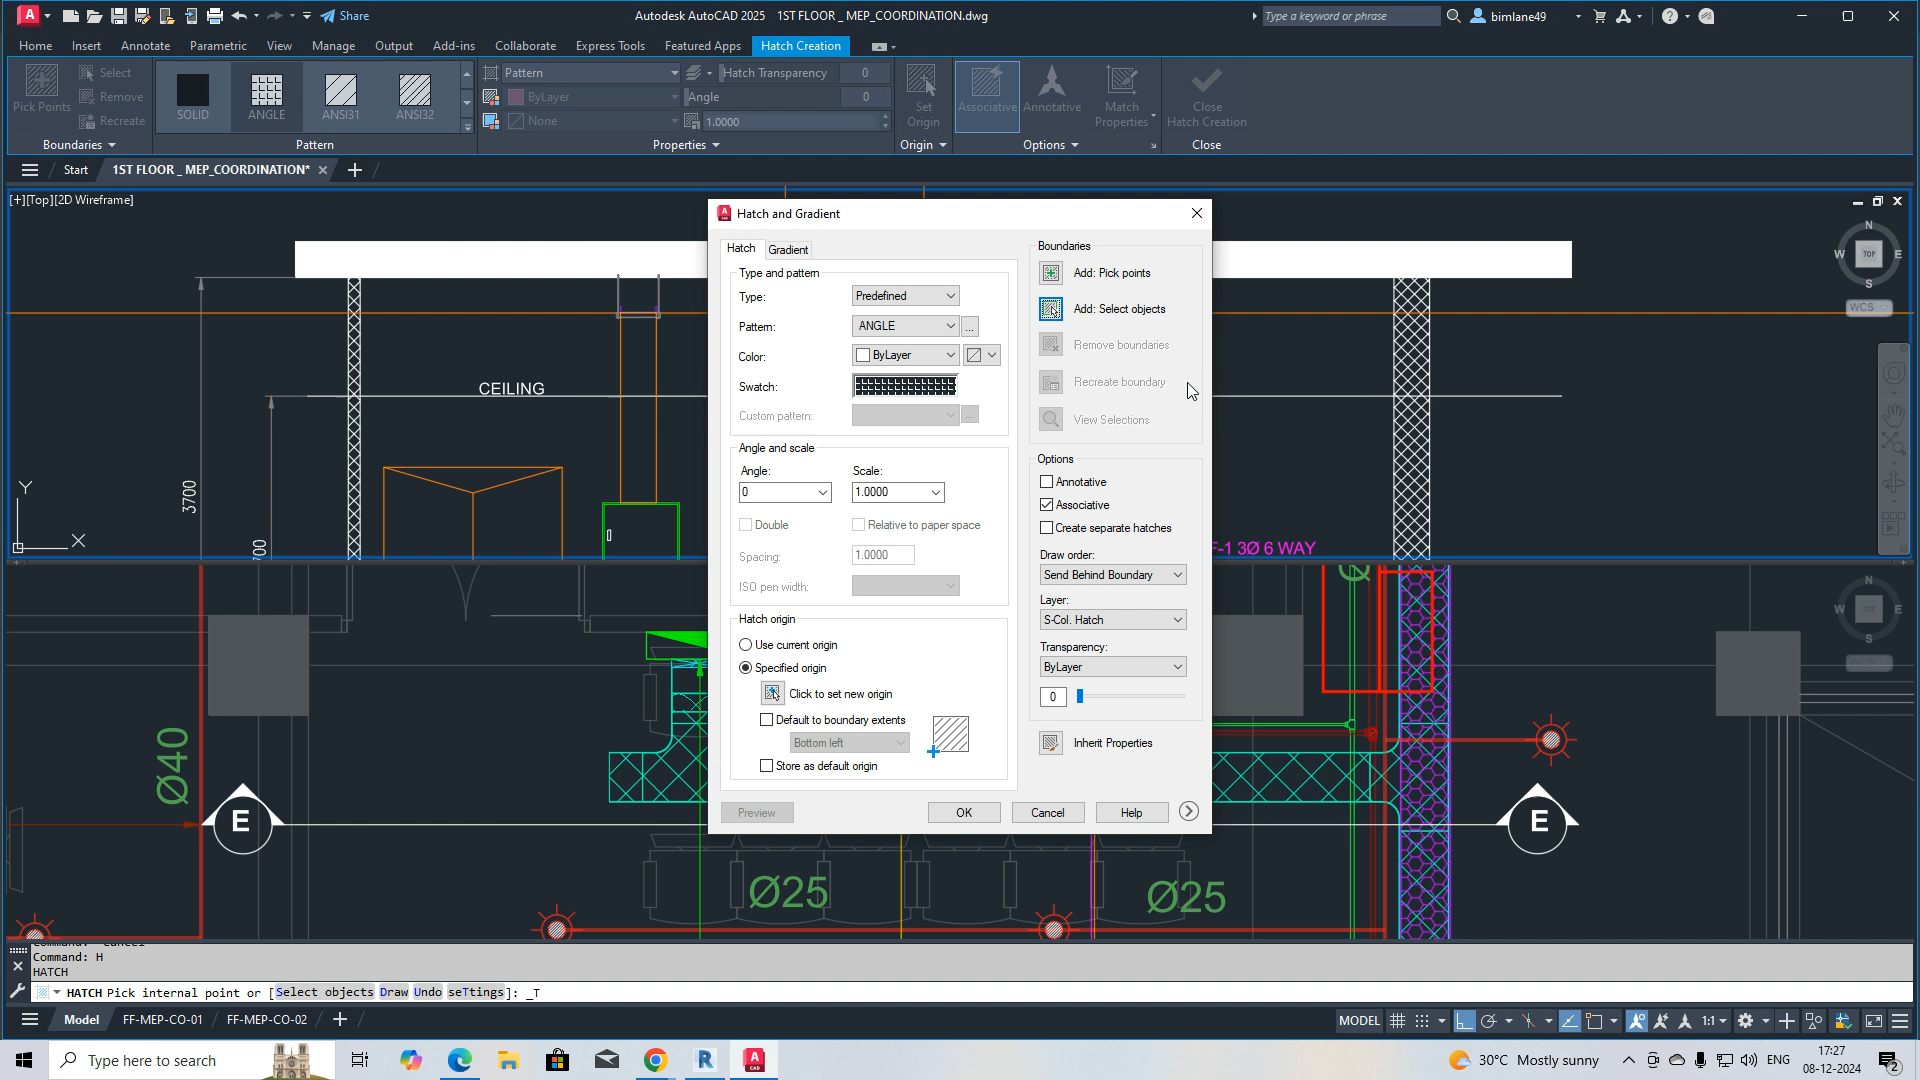 Share
Autodesk AutoCAD 2025   1ST FLOOR _ MEP_COORDINATION.dwg
Type a keyword or phrase
bimlane49
Home Insert Annotate Parametric View Manage Output Add-ins Collaborate Express Tools Featured Apps Hatch Creation
Pick Points
Select
Remove
Recreate
Boundaries
SOLID
ANGLE
ANSI31
ANSI32
Pattern
Pattern
ByLayer
None
Hatch Transparency 0
Angle 0
1.0000
Properties
Set
Origin
Origin
Associative
Annotative
Match
Properties
Options
Close
Hatch Creation
Close
Start
1ST FLOOR _ MEP_COORDINATION*
[+][Top][2D Wireframe]
Hatch and Gradient
Hatch
Gradient
Type and pattern
Type: Predefined
Pattern: ANGLE ...
Color: ByLayer
Swatch:
Custom pattern: ...
Angle and scale
Angle: Scale:
0 1.0000
Double Relative to paper space
Spacing: 1.0000
ISO pen width:
Hatch origin
Use current origin
Specified origin
Click to set new origin
Default to boundary extents
Bottom left
Store as default origin
Boundaries
Add: Pick points
Add: Select objects
Remove boundaries
Recreate boundary
View Selections
Options
Annotative
Associative
Create separate hatches
Draw order:
Send Behind Boundary
Layer:
S-Col. Hatch
Transparency:
ByLayer
0
Inherit Properties
Preview OK Cancel Help
N
W TOP E
S
WCS
CEILING
3700
00
Y
X
F-1 3Ø 6 WAY
N
W TOP E
S
WCS
Ø
Ø40
E
E
Ø25
Ø25
Command: *Cancel*
Command: H
HATCH
HATCH Pick internal point or [Select objects Draw Undo seTtings]: _T
Model FF-MEP-CO-01 FF-MEP-CO-02
MODEL
1:1
Type here to search
30°C Mostly sunny
ENG
17:27
08-12-2024
2